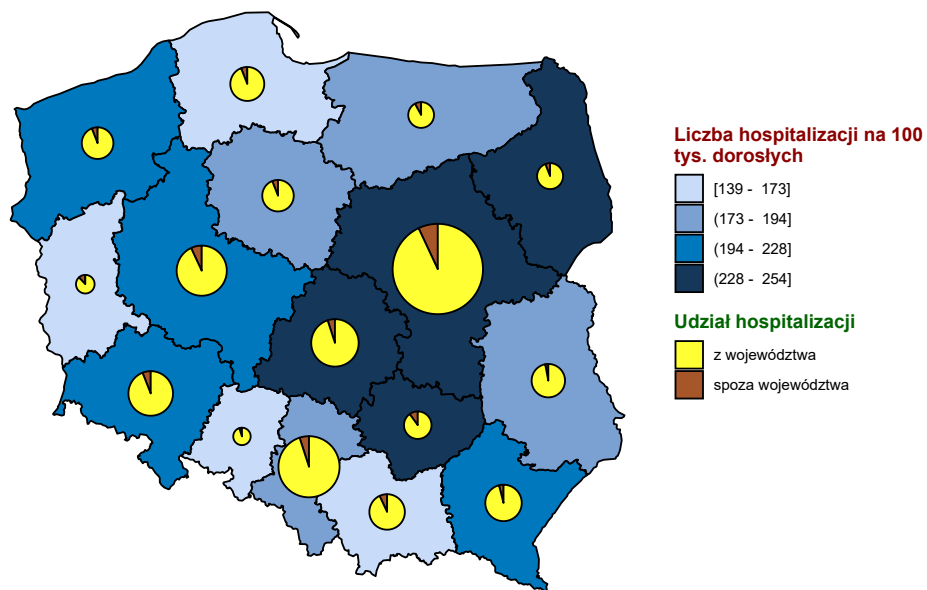 Liczba hospitalizacji na 100
tys. dorosłych
[139 - 173]
(173 - 194]
(194 - 228]
(228 - 254]
Udział hospitalizacji
z województwa
spoza województwa